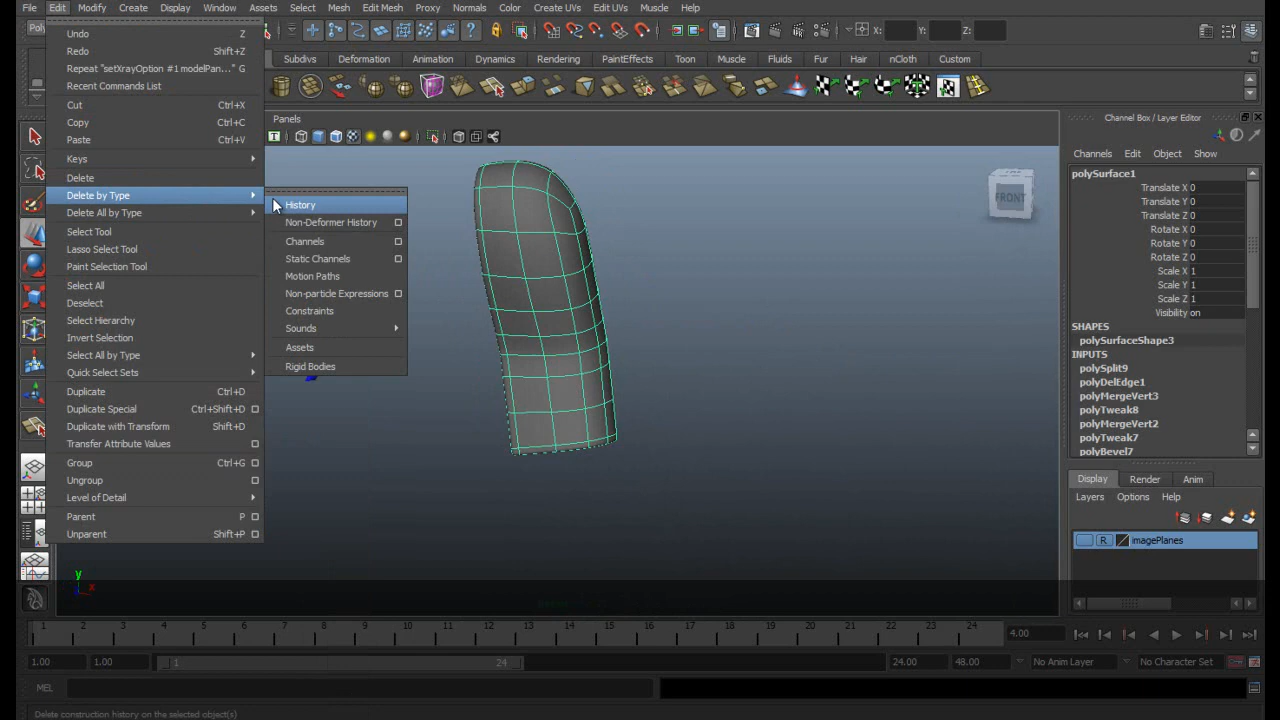 File Edit Modify Create Display Window Assets Select Mesh Edit Mesh Proxy Normals Color Create UVs Edit UVs Muscle Help
X: Y: Z:
Subdivs Deformation Animation Dynamics Rendering PaintEffects Toon Muscle Fluids Fur Hair nCloth Custom
Undo Z
Redo Shift+Z
Repeat "setXrayOption #1 modelPan..." G
Recent Commands List
Cut Ctrl+X
Copy Ctrl+C
Paste Ctrl+V
Keys
Delete
Delete by Type
Delete All by Type
Select Tool
Lasso Select Tool
Paint Selection Tool
Select All
Deselect
Select Hierarchy
Invert Selection
Select All by Type
Quick Select Sets
Duplicate Ctrl+D
Duplicate Special Ctrl+Shift+D
Duplicate with Transform Shift+D
Transfer Attribute Values
Group Ctrl+G
Ungroup
Level of Detail
Parent P
Unparent Shift+P
History
Non-Deformer History
Channels
Static Channels
Motion Paths
Non-particle Expressions
Constraints
Sounds
Assets
Rigid Bodies
Panels
FRONT
y
x
Channel Box / Layer Editor
Channels Edit Object Show
polySurface1
Translate X 0
Translate Y 0
Translate Z 0
Rotate X 0
Rotate Y 0
Rotate Z 0
Scale X 1
Scale Y 1
Scale Z 1
Visibility on
SHAPES
polySurfaceShape3
INPUTS
polySplit9
polyDelEdge1
polyMergeVert3
polyTweak8
polyMergeVert2
polyTweak7
polyBevel7
Display Render Anim
Layers Options Help
R imagePlanes
1 2 3 4 5 6 7 8 9 10 11 12 13 14 15 16 17 18 19 20 21 22 23 24 4.00
1.00 1.00 1 24 24.00 48.00 No Anim Layer No Character Set
MEL
Delete construction history on the selected object(s)